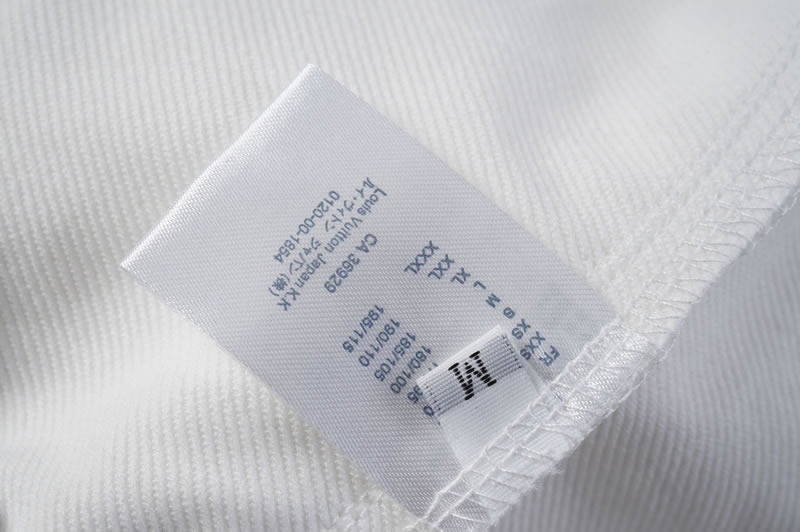 FR
XXS
XS
S
M
L 180/100
XL 185/105
XXL 190/110
XXXL 195/115
CA 36929
Louis Vuitton Japan K.K
ルイ・ヴィトン ジャパン(株)
0120-00-1854
M